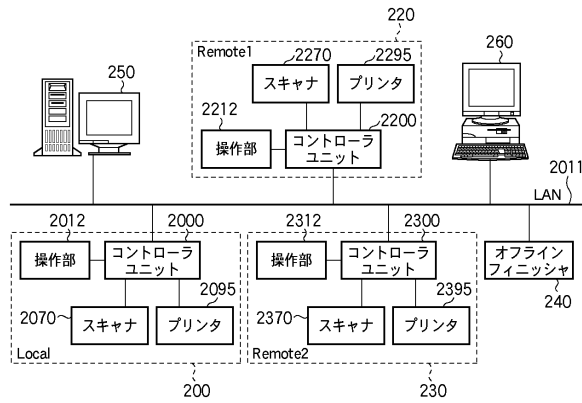 220
Remote1
2270
2295
スキャナ
プリンタ
2212
2200
操作部
コントローラ
ユニット
250
260
2011
LAN
2012
2000
操作部
コントローラ
ユニット
2095
2070
スキャナ
プリンタ
Local
200
2312
2300
操作部
コントローラ
ユニット
2395
2370
スキャナ
プリンタ
Remote2
230
オフライン
フィニッシャ
240